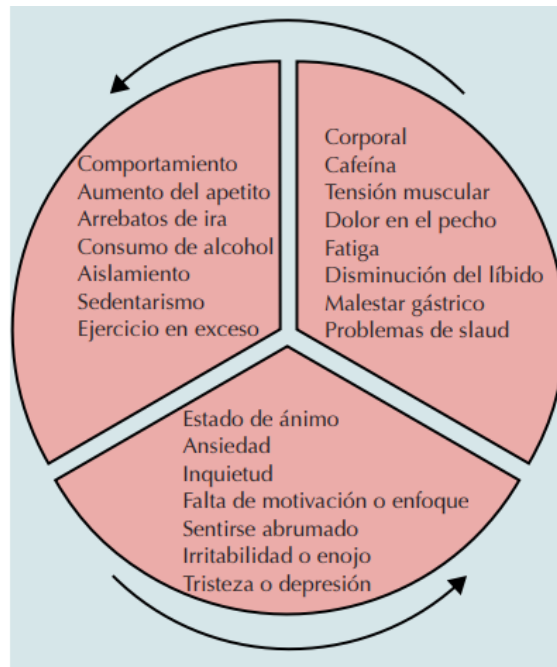 Comportamiento
Aumento del apetito
Arrebatos de ira
Consumo de alcohol
Aislamiento
Sedentarismo
Ejercicio en exceso
Corporal
Cafeína
Tensión muscular
Dolor en el pecho
Fatiga
Disminución del líbido
Malestar gástrico
Problemas de slaud
Estado de ánimo
Ansiedad
Inquietud
Falta de motivación o enfoque
Sentirse abrumado
Irritabilidad o enojo
Tristeza o depresión